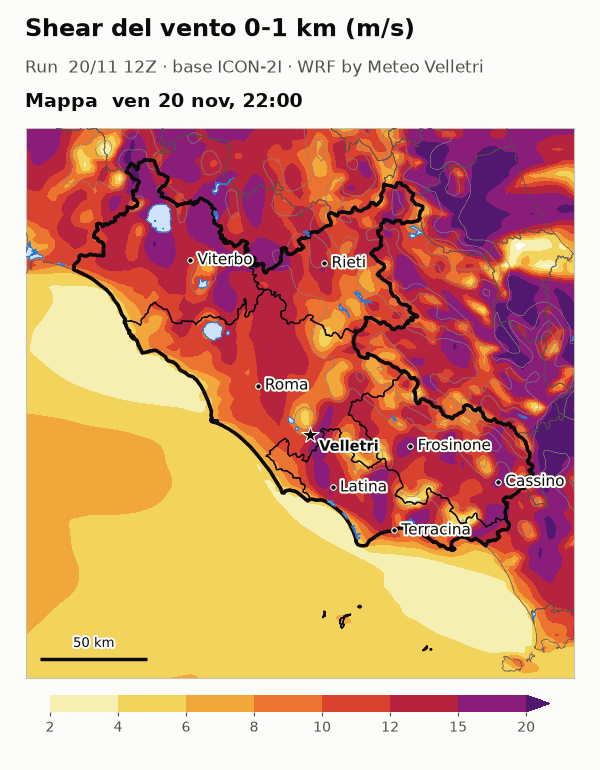 Shear del vento 0-1 km (m/s)
Run  20/11 12Z · base ICON-2I · WRF by Meteo Velletri
Mappa  ven 20 nov, 22:00
Viterbo
Rieti
Roma
Velletri
Frosinone
Latina
Cassino
Terracina
50 km
2 4 6 8 10 12 15 20